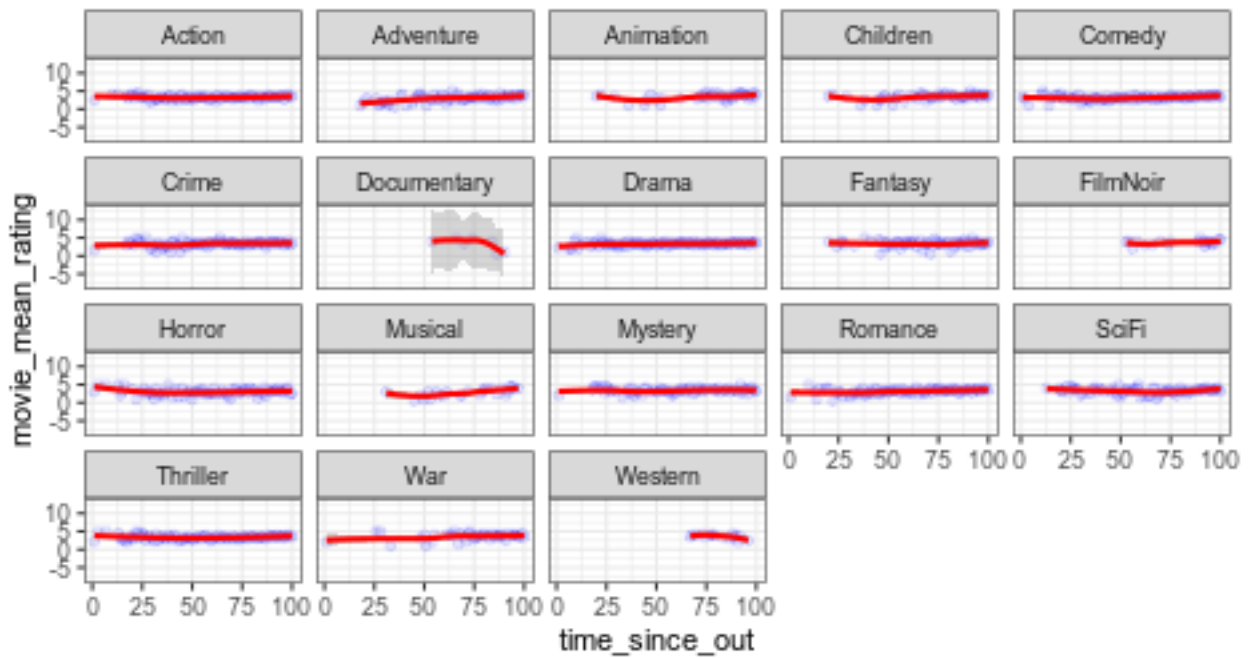 Action Adventure Animation Children Comedy
10
5
0
-5
Crime Documentary Drama Fantasy FilmNoir
10
5
0
-5
Horror Musical Mystery Romance SciFi
10
5
0
-5
0 25 50 75 100 0 25 50 75 100
Thriller War Western
10
5
0
-5
0 25 50 75 100 0 25 50 75 100 0 25 50 75 100
time_since_out
movie_mean_rating